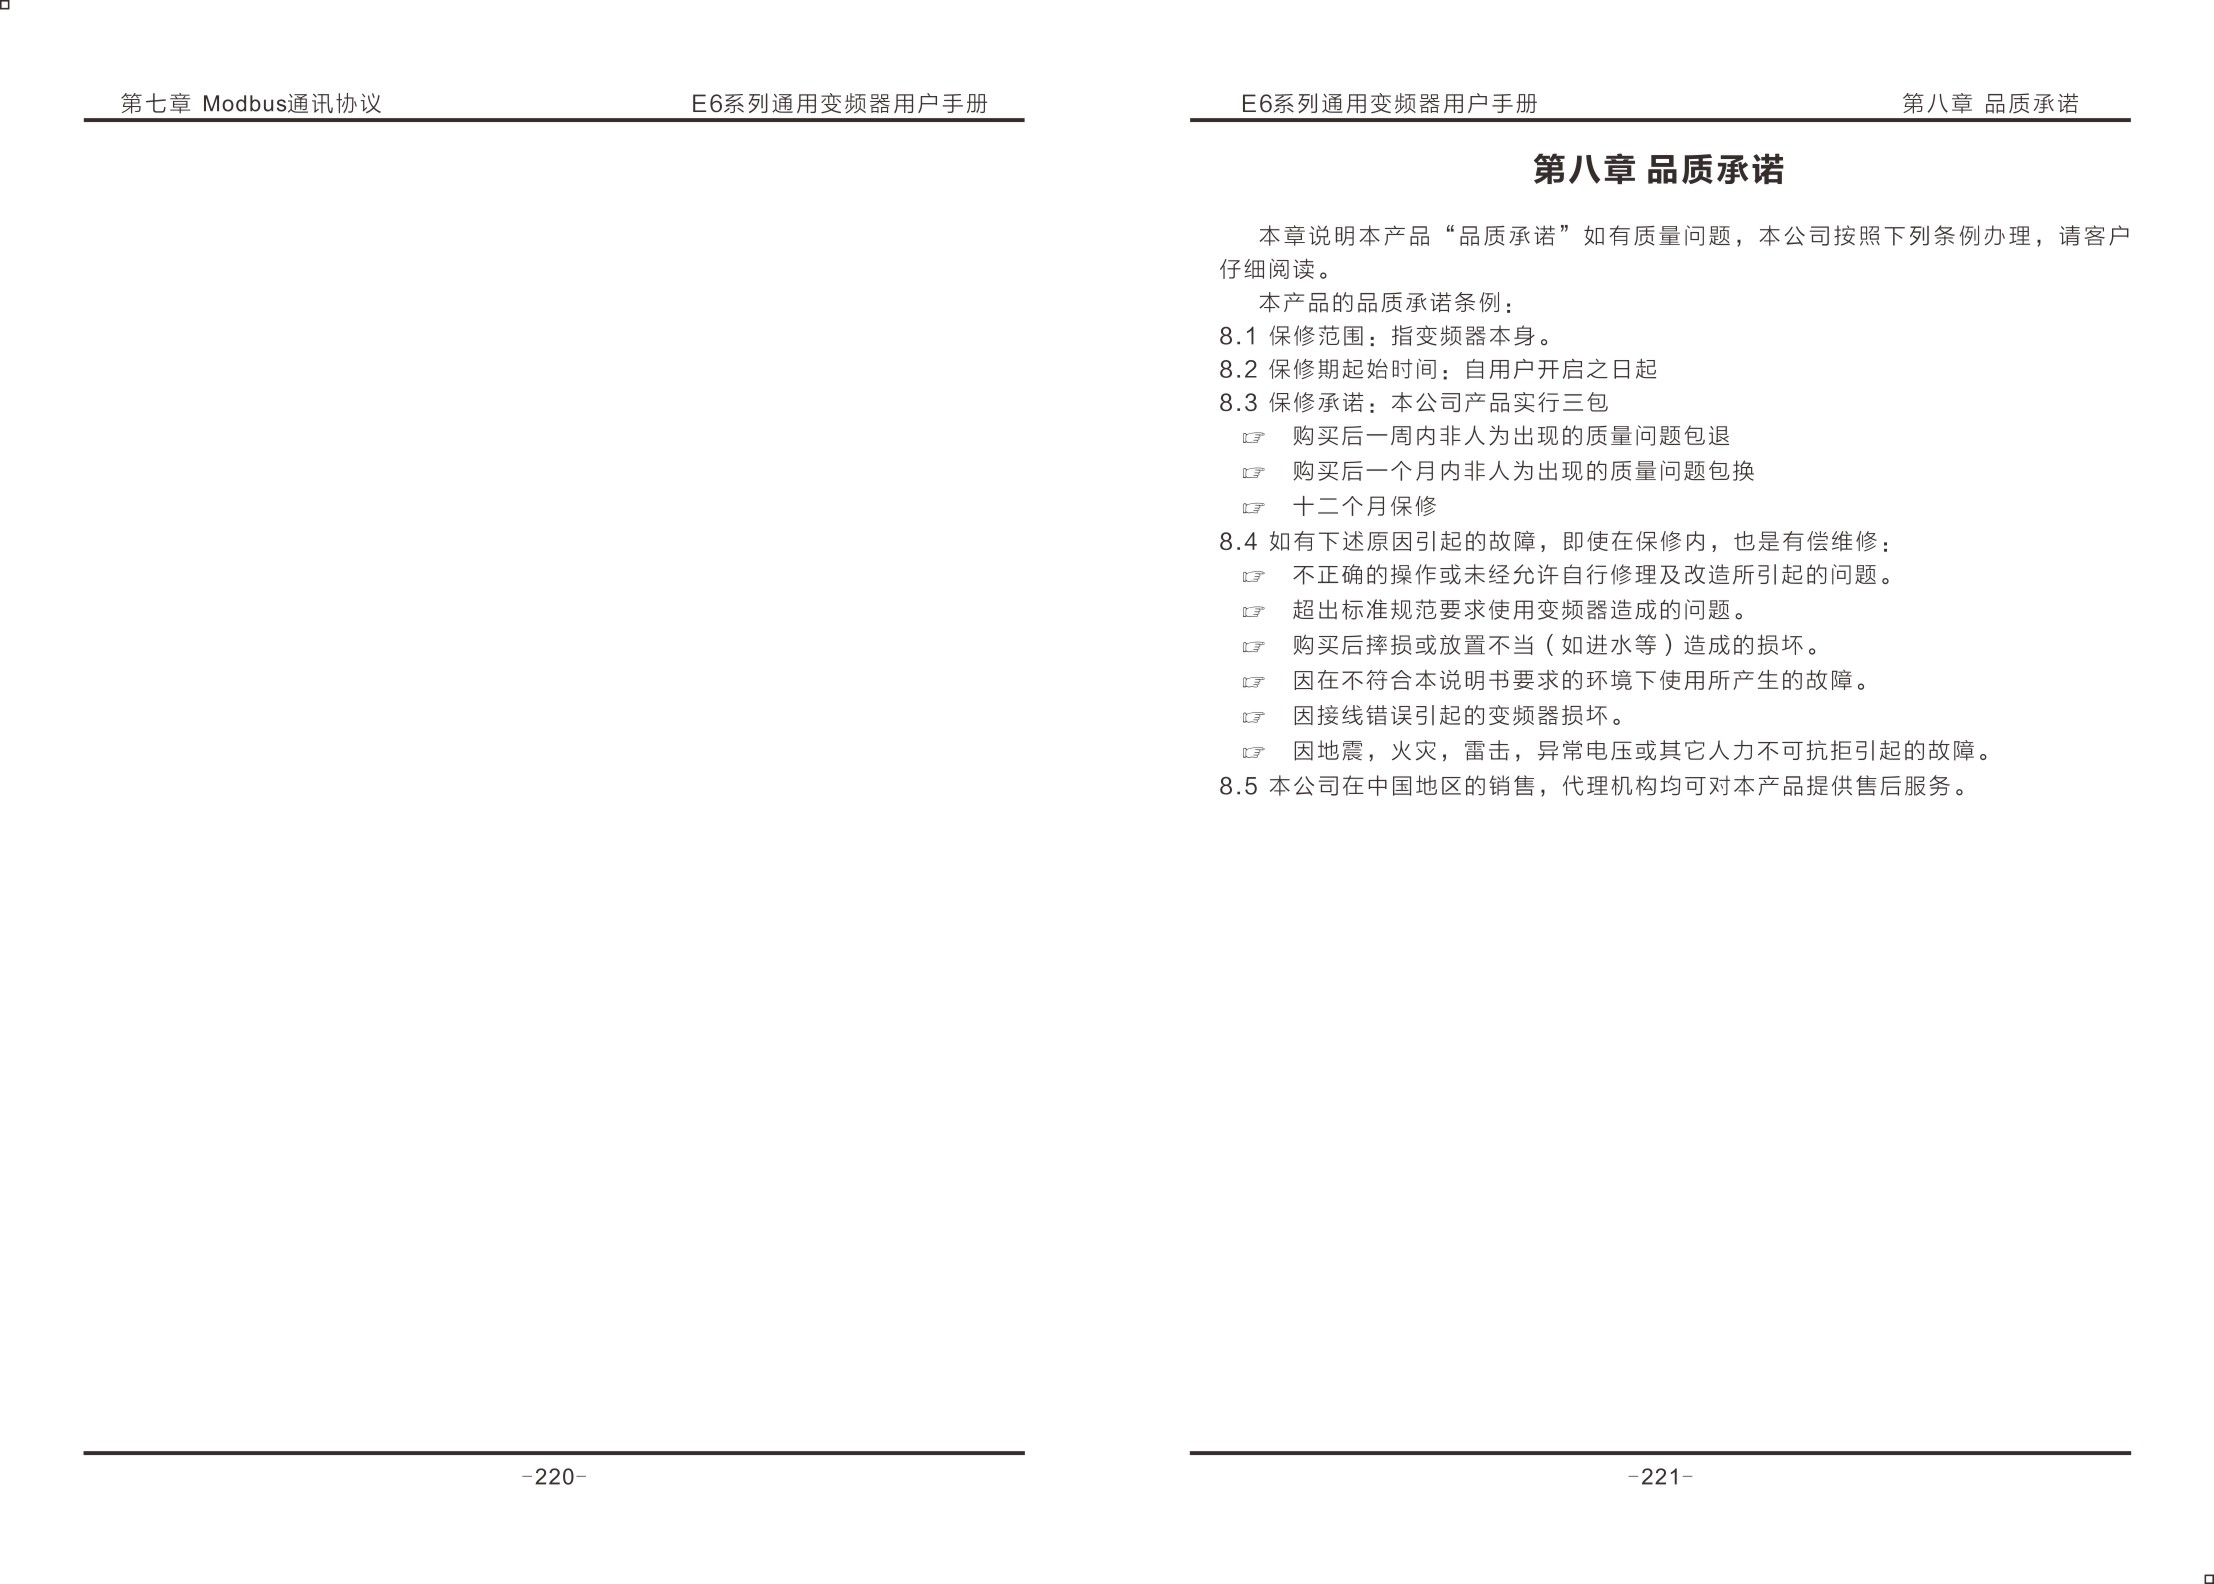 第七章 Modbus通讯协议
E6系列通用变频器用户手册
-220-
E6系列通用变频器用户手册
第八章 品质承诺
第八章 品质承诺
本章说明本产品“品质承诺”如有质量问题，本公司按照下列条例办理，请客户
仔细阅读。
本产品的品质承诺条例：
8.1 保修范围：指变频器本身。
8.2 保修期起始时间：自用户开启之日起
8.3 保修承诺：本公司产品实行三包
☞ 购买后一周内非人为出现的质量问题包退
☞ 购买后一个月内非人为出现的质量问题包换
☞ 十二个月保修
8.4 如有下述原因引起的故障，即使在保修内，也是有偿维修：
☞ 不正确的操作或未经允许自行修理及改造所引起的问题。
☞ 超出标准规范要求使用变频器造成的问题。
☞ 购买后摔损或放置不当（如进水等）造成的损坏。
☞ 因在不符合本说明书要求的环境下使用所产生的故障。
☞ 因接线错误引起的变频器损坏。
☞ 因地震，火灾，雷击，异常电压或其它人力不可抗拒引起的故障。
8.5 本公司在中国地区的销售，代理机构均可对本产品提供售后服务。
-221-